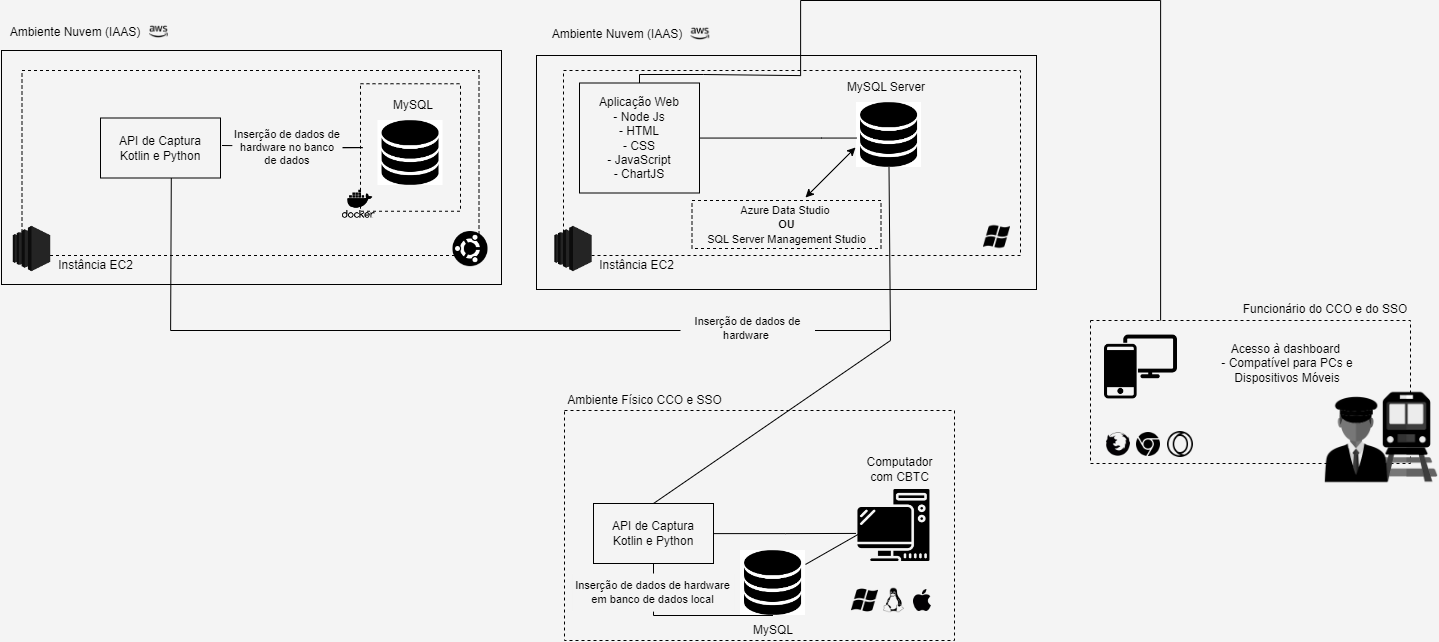 Ambiente Nuvem (IAAS) aws
MySQL
API de Captura
Kotlin e Python
Inserção de dados de
hardware no banco
de dados
docker
Instância EC2
Ambiente Nuvem (IAAS) aws
Aplicação Web
- Node Js
- HTML
- CSS
- JavaScript
- ChartJS
MySQL Server
Azure Data Studio
OU
SQL Server Management Studio
Instância EC2
Inserção de dados de
hardware
Funcionário do CCO e do SSO
Acesso à dashboard
- Compatível para PCs e
Dispositivos Móveis
Ambiente Físico CCO e SSO
Computador
com CBTC
API de Captura
Kotlin e Python
Inserção de dados de hardware
em banco de dados local
MySQL